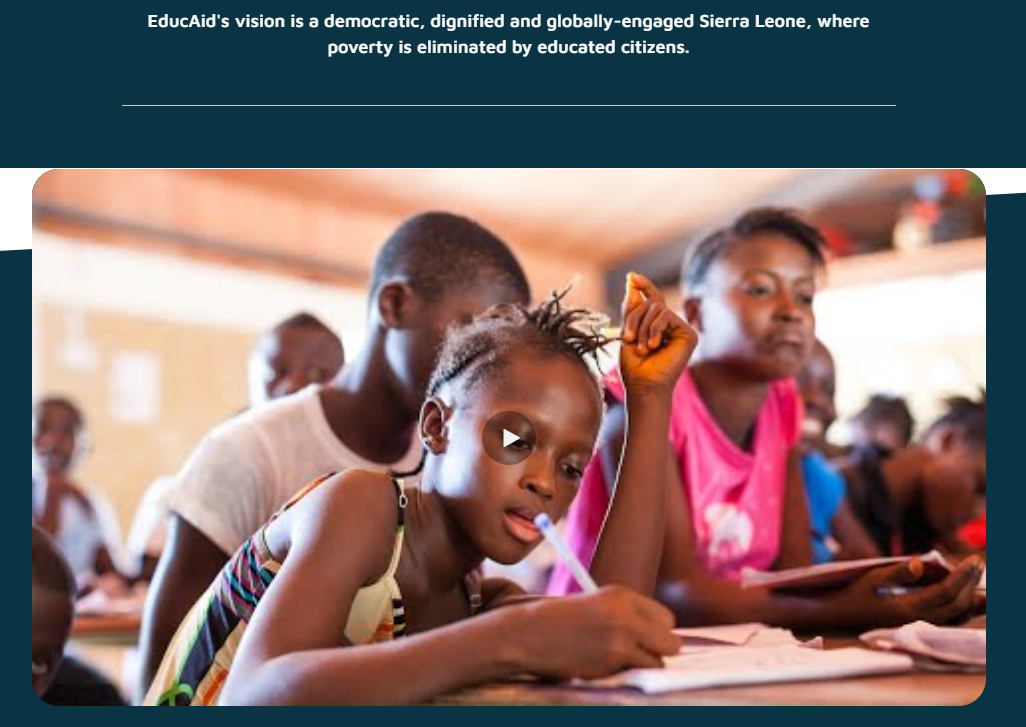 EducAid's vision is a democratic, dignified and globally-engaged Sierra Leone, where
poverty is eliminated by educated citizens.